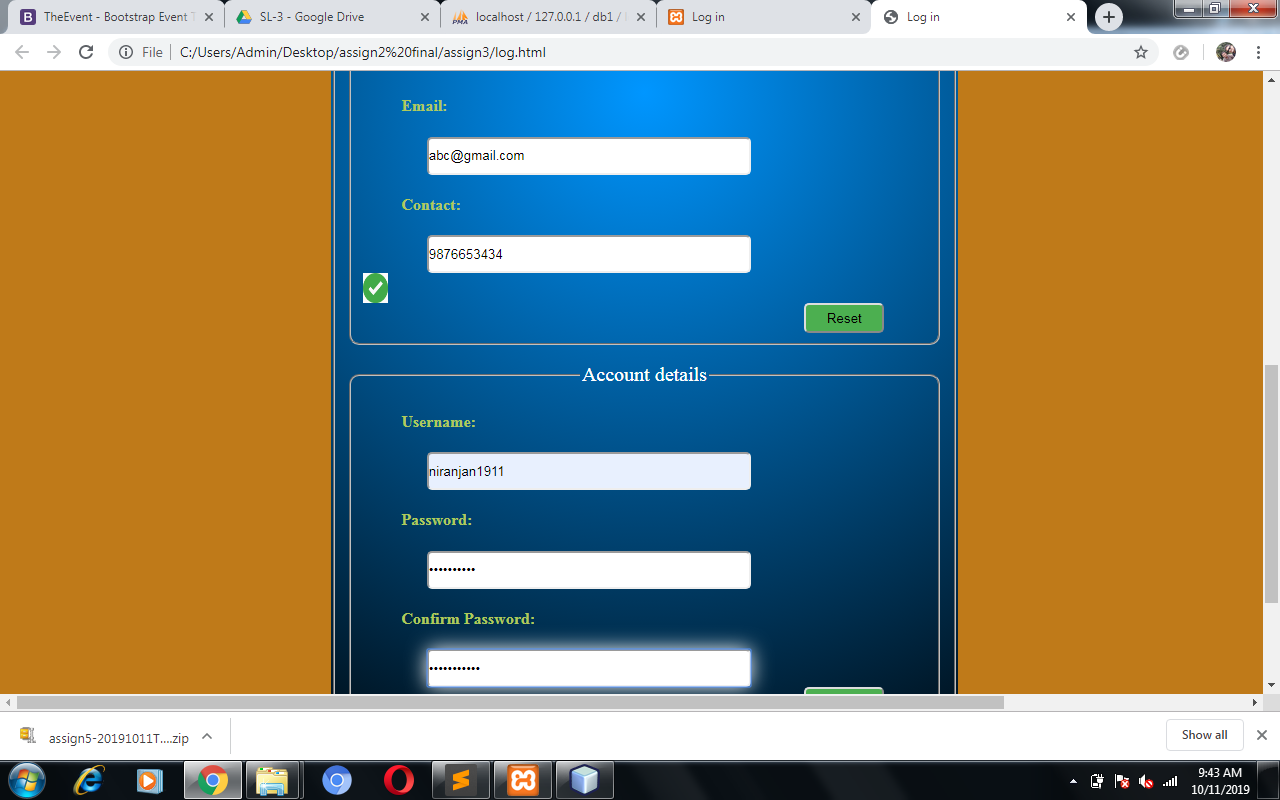 TheEvent - Bootstrap Event T
SL-3 - Google Drive
localhost / 127.0.0.1 / db1 /
Log in
Log in
File
C:/Users/Admin/Desktop/assign2%20final/assign3/log.html
Email:
abc@gmail.com
Contact:
9876653434
Reset
Account details
Username:
niranjan1911
Password:
••••••••••
Confirm Password:
•••••••••••
assign5-20191011T....zip
Show all
9:43 AM
10/11/2019